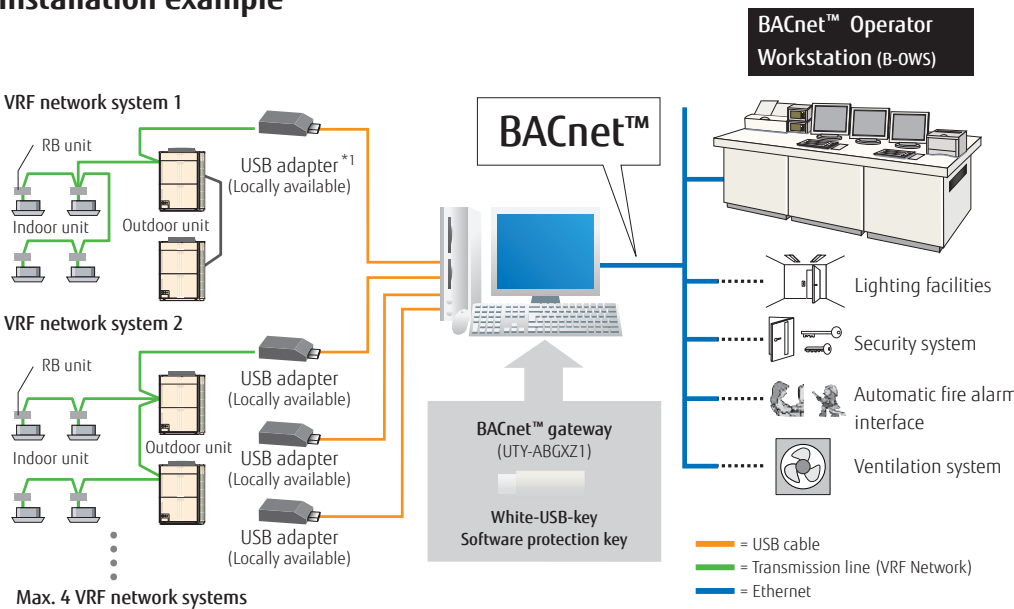 Installation example
BACnet™ Operator
Workstation (B-OWS)
VRF network system 1
RB unit
Indoor unit
Outdoor unit
USB adapter *1
(Locally available)
BACnet™
VRF network system 2
RB unit
Indoor unit
Outdoor unit
USB adapter
(Locally available)
USB adapter
(Locally available)
USB adapter
(Locally available)
Max. 4 VRF network systems
BACnet™ gateway
(UTY-ABGXZ1)
White-USB-key
Software protection key
Lighting facilities
Security system
Automatic fire alarm
interface
Ventilation system
= USB cable
= Transmission line (VRF Network)
= Ethernet